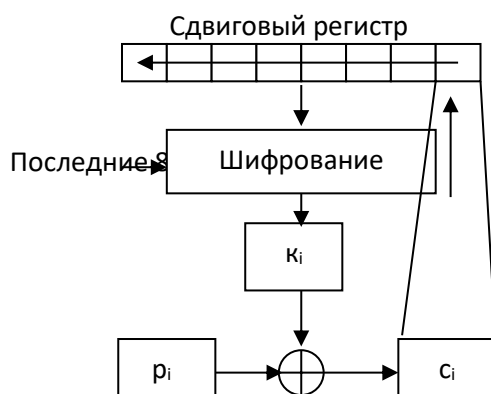 Сдвиговый регистр
Последние 8
Шифрование
кᵢ
pᵢ
cᵢ